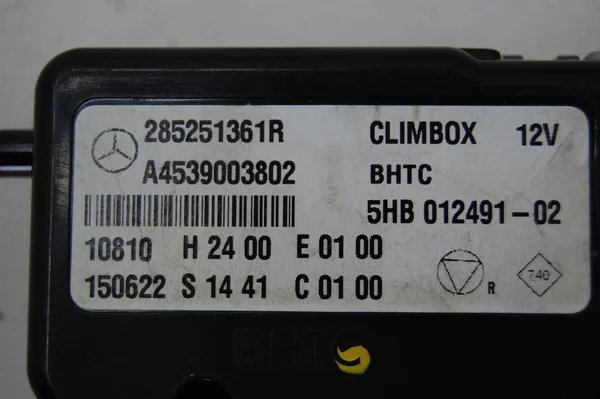 285251361R CLIMBOX 12V
A4539003802 BHTC
5HB 012491-02
10810 H 24 00 E 01 00
150622 S 14 41 C 01 00
R
740
BHTC